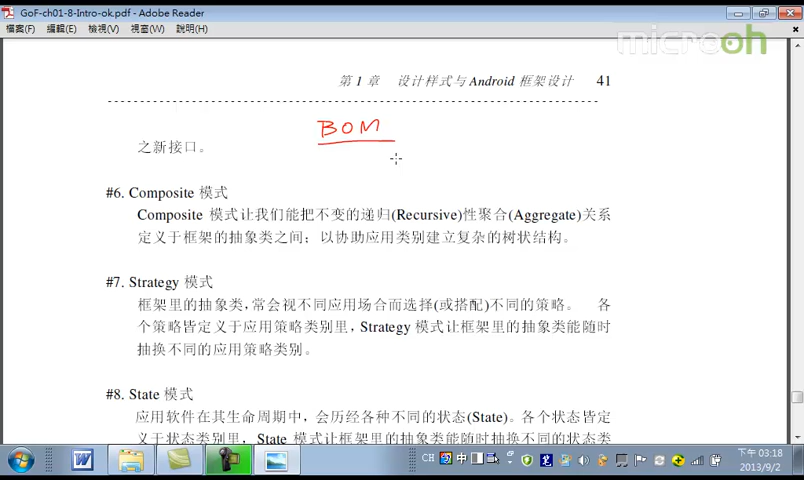 GoF-ch01-8-Intro-ok.pdf - Adobe Reader
檔案(F) 編輯(E) 檢視(V) 視窗(W) 說明(H)
microoh
第 1 章 设计样式与 Android 框架设计 41
BOM
之新接口。
#6. Composite 模式
Composite 模式让我们能把不变的递归(Recursive)性聚合(Aggregate)关系
定义于框架的抽象类之间；以协助应用类别建立复杂的树状结构。
#7. Strategy 模式
框架里的抽象类，常会视不同应用场合而选择(或搭配)不同的策略。 各
个策略皆定义于应用策略类别里，Strategy 模式让框架里的抽象类能随时
抽换不同的应用策略类别。
#8. State 模式
应用软件在其生命周期中，会历经各种不同的状态(State)。各个状态皆定
义于状态类别里，State 模式让框架里的抽象类能随时抽换不同的状态类
CH 中
下午 03:18
2013/9/2